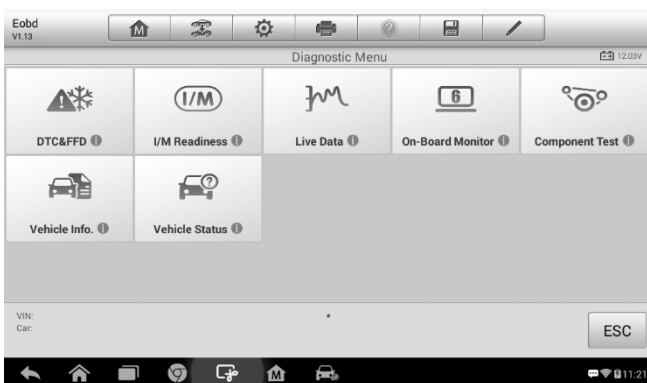 Eobd
V1.13
M
?
Diagnostic Menu
12.03V
I/M
6
DTC&FFD i
I/M Readiness i
Live Data i
On-Board Monitor i
Component Test i
?
Vehicle Info. i
Vehicle Status i
VIN:
Car:
ESC
M
11:21